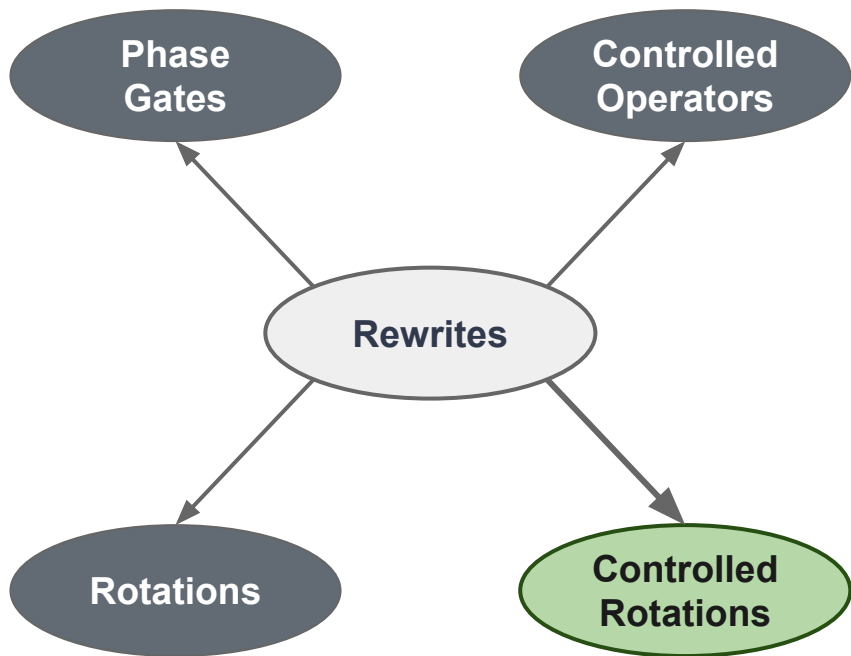 Phase
Gates
Controlled
Operators
Rewrites
Rotations
Controlled
Rotations